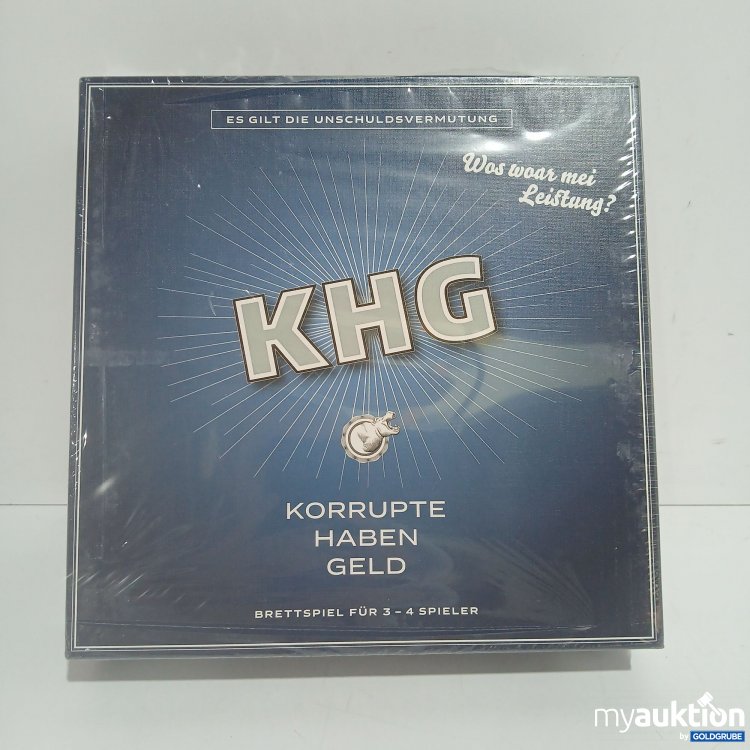 ES GILT DIE UNSCHULDSVERMUTUNG
Wos woar mei
Leistung?
KHG
KORRUPTE
HABEN
GELD
BRETTSPIEL FÜR 3 – 4 SPIELER
myauktion
by GOLDGRUBE